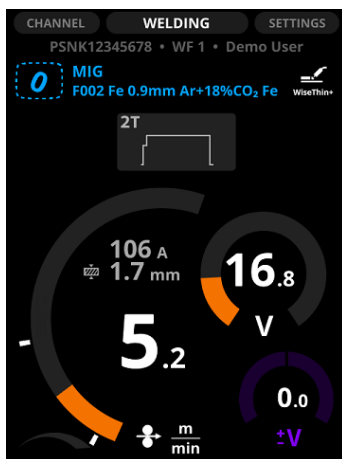 CHANNEL WELDING SETTINGS
PSNK12345678 • WF 1 • Demo User
0 MIG
F002 Fe 0.9mm Ar+18%CO₂ Fe
WiseThin+
2T
106 A
1.7 mm
16.8
V
5.2
m
min
0.0
±V